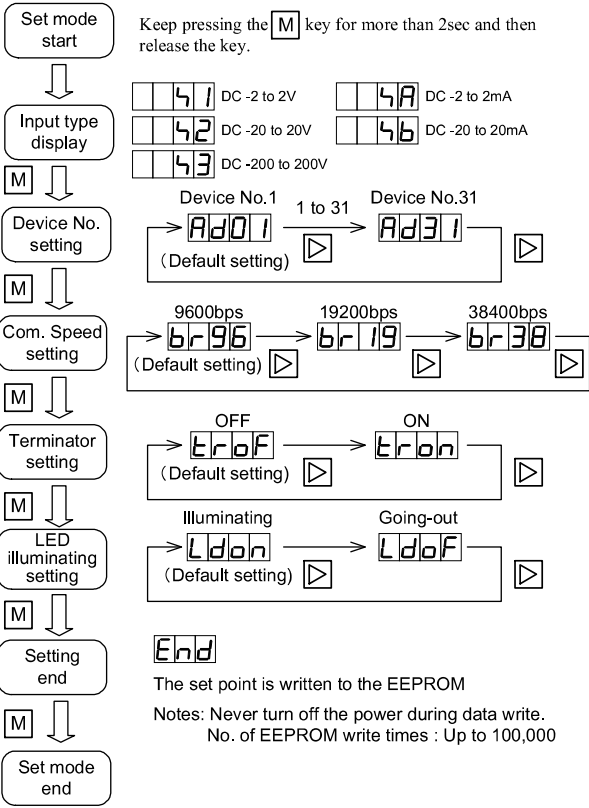 Set mode
start
Keep pressing the M key for more than 2sec and then
release the key.
Input type
display
41 DC -2 to 2V
4A DC -2 to 2mA
42 DC -20 to 20V
4b DC -20 to 20mA
43 DC -200 to 200V
M
Device No.
setting
Device No.1
1 to 31
Device No.31
Ad01
Ad31
(Default setting)
M
Com. Speed
setting
9600bps
19200bps
38400bps
br96
br19
br38
(Default setting)
M
Terminator
setting
OFF
ON
troF
tron
(Default setting)
M
LED
illuminating
setting
Illuminating
Going-out
Ldon
LdoF
(Default setting)
M
Setting
end
End
The set point is written to the EEPROM
Notes: Never turn off the power during data write.
No. of EEPROM write times : Up to 100,000
M
Set mode
end